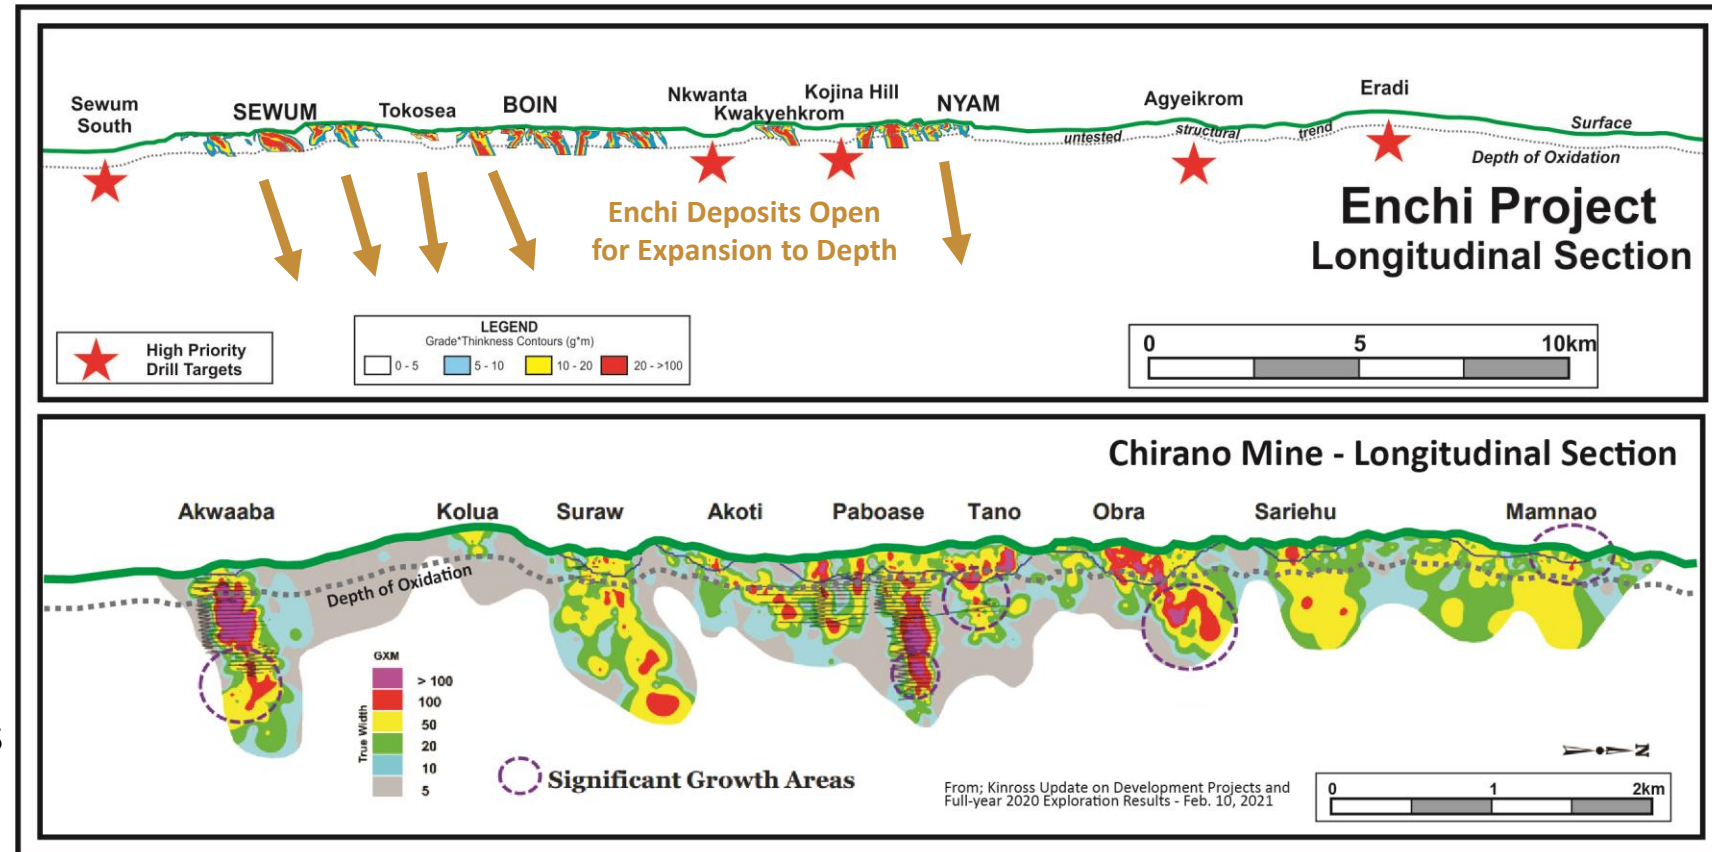 Sewum
South
SEWUM
Tokosea
BOIN
Nkwanta
Kwakyehkrom
Kojina Hill
NYAM
Agyeikrom
Eradi
untested structural trend
Surface
Depth of Oxidation
Enchi Deposits Open
for Expansion to Depth
Enchi Project
Longitudinal Section
High Priority
Drill Targets
LEGEND
Grade*Thinkness Contours (g*m)
0 - 5 5 - 10 10 - 20 20 - >100
0 5 10km
Chirano Mine - Longitudinal Section
Akwaaba Kolua Suraw Akoti Paboase Tano Obra Sariehu Mamnao
Depth of Oxidation
GXM
True Width
> 100
100
50
20
10
5
Significant Growth Areas
From; Kinross Update on Development Projects and
Full-year 2020 Exploration Results - Feb. 10, 2021
N
0 1 2km